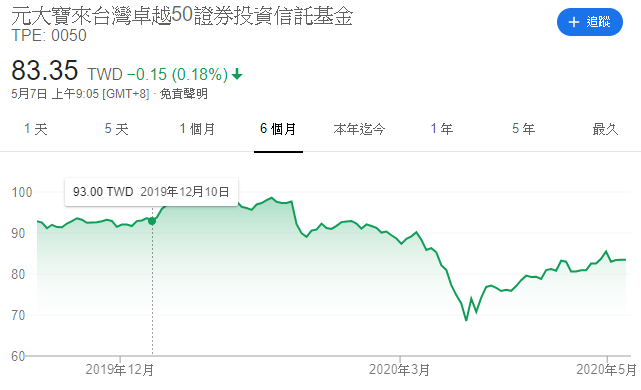 元大寶來台灣卓越50證券投資信託基金
TPE: 0050
+ 追蹤
83.35 TWD −0.15 (0.18%)
5月7日 上午9:05 [GMT+8] · 免責聲明
1 天 5 天 1 個月 6 個月 本年迄今 1 年 5 年 最久
93.00 TWD 2019年12月10日
100
90
80
70
60
2019年12月 2020年3月 2020年5月